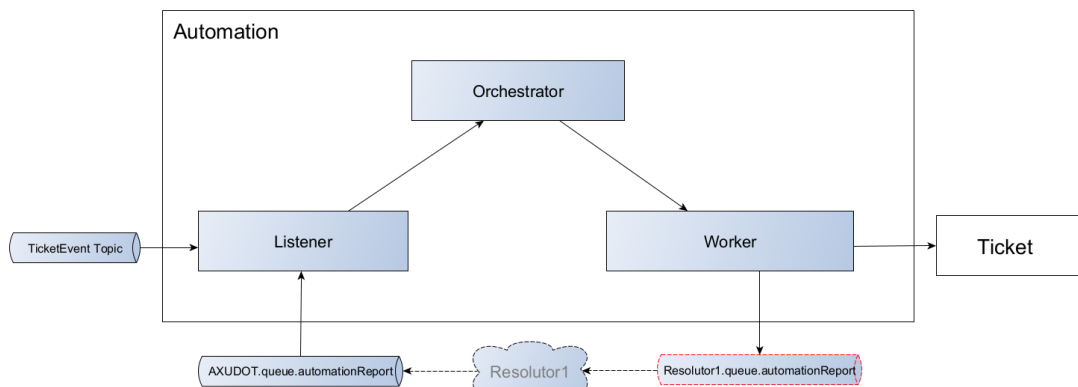 Automation
Orchestrator
Listener
Worker
TicketEvent Topic
Ticket
AXUDOT.queue.automationReport
Resolutor1
Resolutor1.queue.automationReport